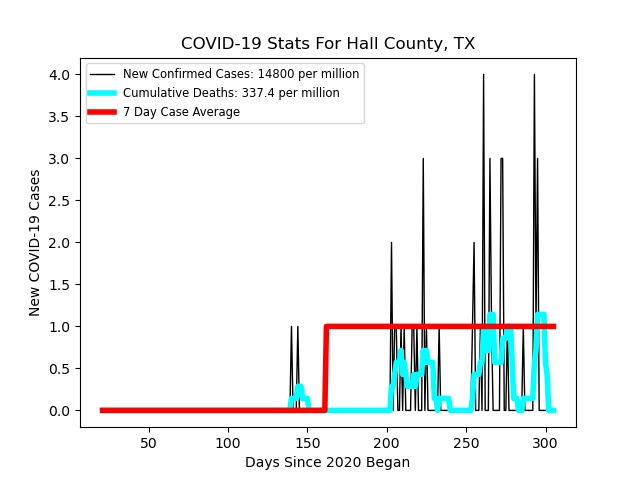 COVID-19 Stats For Hall County, TX
New Confirmed Cases: 14800 per million
Cumulative Deaths: 337.4 per million
7 Day Case Average
New COVID-19 Cases
4.0
3.5
3.0
2.5
2.0
1.5
1.0
0.5
0.0
50 100 150 200 250 300
Days Since 2020 Began